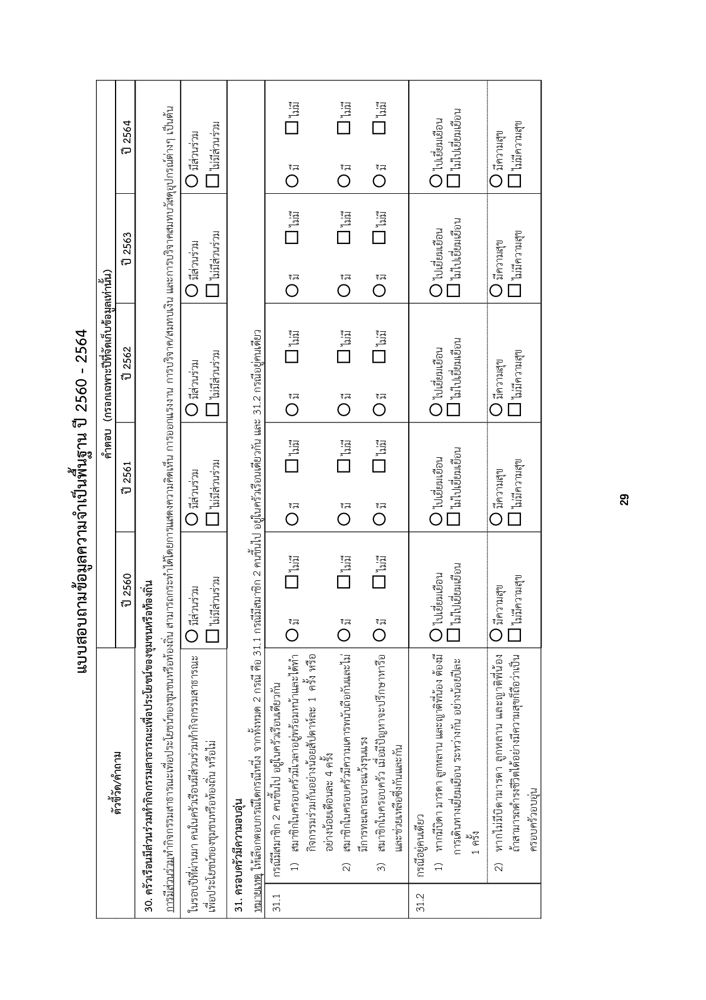 แบบสอบถามข้อมูลความจำเป็นพื้นฐาน ปี 2560 - 2564
ตัวชี้วัด/คำถาม
คำตอบ (กรอกเฉพาะปีที่จัดเก็บข้อมูลเท่านั้น)
ปี 2560 ปี 2561 ปี 2562 ปี 2563 ปี 2564
30. ครัวเรือนมีส่วนร่วมทำกิจกรรมสาธารณะเพื่อประโยชน์ของชุมชนหรือท้องถิ่น
การมีส่วนร่วมทำกิจกรรมสาธารณะเพื่อประโยชน์ของชุมชนหรือท้องถิ่น สามารถกระทำได้โดยการแสดงความคิดเห็น การออกแรงงาน การบริจาค/สมทบเงิน และการบริจาคสมทบวัสดุอุปกรณ์ต่างๆ เป็นต้น
ในรอบปีที่ผ่านมา คนในครัวเรือนมีส่วนร่วมทำกิจกรรมสาธารณะ
เพื่อประโยชน์ของชุมชนหรือท้องถิ่น หรือไม่
มีส่วนร่วม มีส่วนร่วม มีส่วนร่วม มีส่วนร่วม มีส่วนร่วม
ไม่มีส่วนร่วม ไม่มีส่วนร่วม ไม่มีส่วนร่วม ไม่มีส่วนร่วม ไม่มีส่วนร่วม
31. ครอบครัวมีความอบอุ่น
หมายเหตุ ให้เลือกตอบกรณีใดกรณีหนึ่ง จากทั้งหมด 2 กรณี คือ 31.1 กรณีมีสมาชิก 2 คนขึ้นไป อยู่ในครัวเรือนเดียวกัน และ 31.2 กรณีอยู่คนเดียว
31.1 กรณีมีสมาชิก 2 คนขึ้นไป อยู่ในครัวเรือนเดียวกัน
1) สมาชิกในครอบครัวมีเวลาอยู่พร้อมหน้าและได้ทำ
กิจกรรมร่วมกันอย่างน้อยสัปดาห์ละ 1 ครั้ง หรือ
อย่างน้อยเดือนละ 4 ครั้ง
มี ไม่มี มี ไม่มี มี ไม่มี มี ไม่มี มี ไม่มี
2) สมาชิกในครอบครัวมีความเคารพนับถือกันและไม่
มีการทะเลาะเบาะแว้งรุนแรง
มี ไม่มี มี ไม่มี มี ไม่มี มี ไม่มี มี ไม่มี
3) สมาชิกในครอบครัว เมื่อมีปัญหาจะปรึกษาหารือ
และช่วยเหลือซึ่งกันและกัน
มี ไม่มี มี ไม่มี มี ไม่มี มี ไม่มี มี ไม่มี
31.2 กรณีอยู่คนเดียว
1) หากมีบิดา มารดา ลูกหลาน และญาติพี่น้อง ต้องมี
การเดินทางเยี่ยมเยือน ระหว่างกัน อย่างน้อยปีละ
1 ครั้ง
ไปเยี่ยมเยือน ไปเยี่ยมเยือน ไปเยี่ยมเยือน ไปเยี่ยมเยือน ไปเยี่ยมเยือน
ไม่ไปเยี่ยมเยือน ไม่ไปเยี่ยมเยือน ไม่ไปเยี่ยมเยือน ไม่ไปเยี่ยมเยือน ไม่ไปเยี่ยมเยือน
2) หากไม่มีบิดามารดา ลูกหลาน และญาติพี่น้อง
ถ้าสามารถดำรงชีวิตได้อย่างมีความสุขก็ถือว่าเป็น
ครอบครัวอบอุ่น
มีความสุข มีความสุข มีความสุข มีความสุข มีความสุข
ไม่มีความสุข ไม่มีความสุข ไม่มีความสุข ไม่มีความสุข ไม่มีความสุข
29